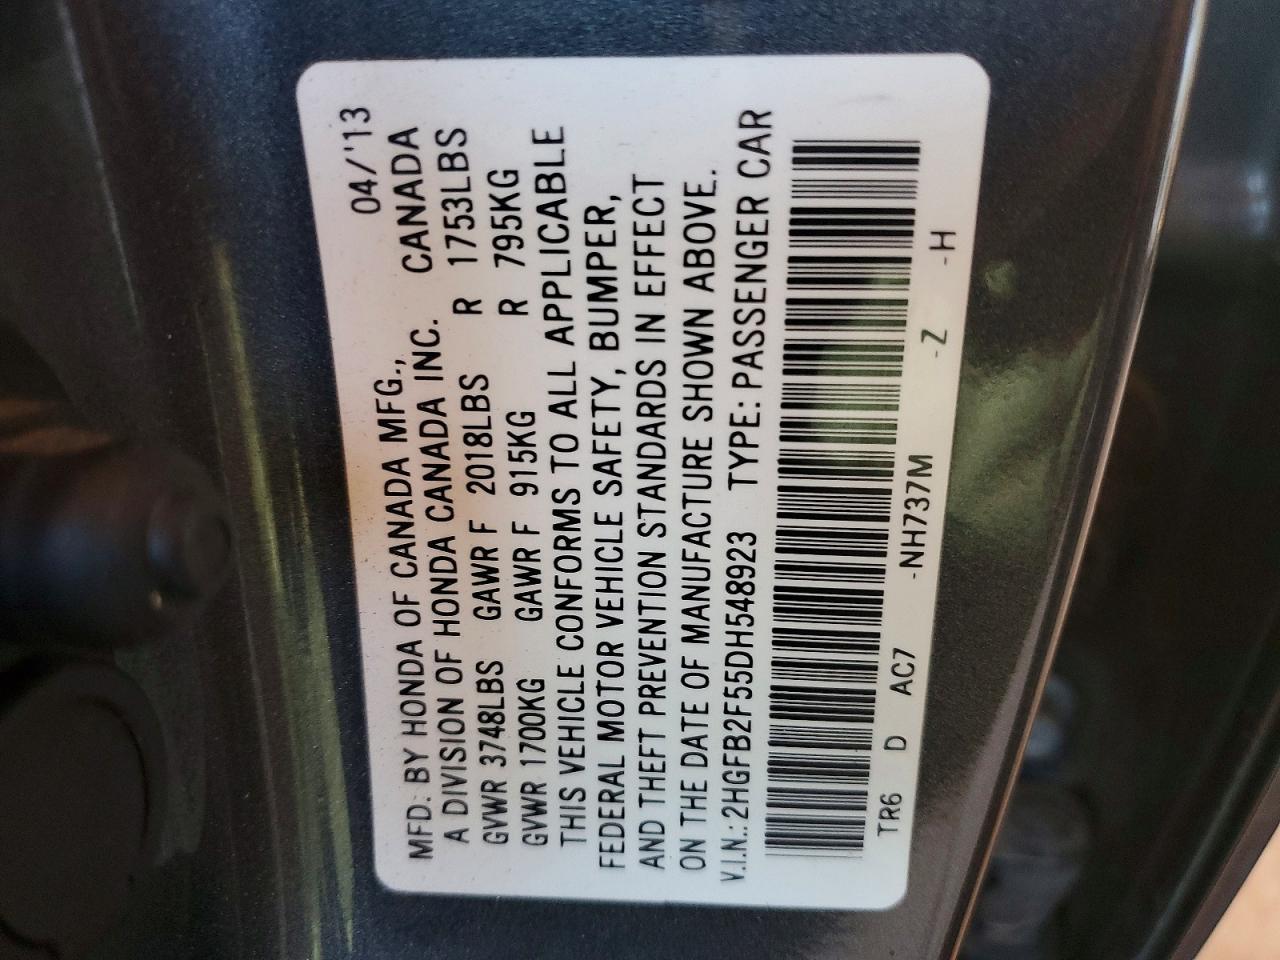 MFD. BY HONDA OF CANADA MFG., 04/'13
A DIVISION OF HONDA CANADA INC. CANADA
GVWR 3748LBS GAWR F 2018LBS R 1753LBS
GVWR 1700KG GAWR F 915KG R 795KG
THIS VEHICLE CONFORMS TO ALL APPLICABLE
FEDERAL MOTOR VEHICLE SAFETY, BUMPER,
AND THEFT PREVENTION STANDARDS IN EFFECT
ON THE DATE OF MANUFACTURE SHOWN ABOVE.
V.I.N.: 2HGFB2F55DH548923 TYPE: PASSENGER CAR
TR6 D AC7 -NH737M -Z -H